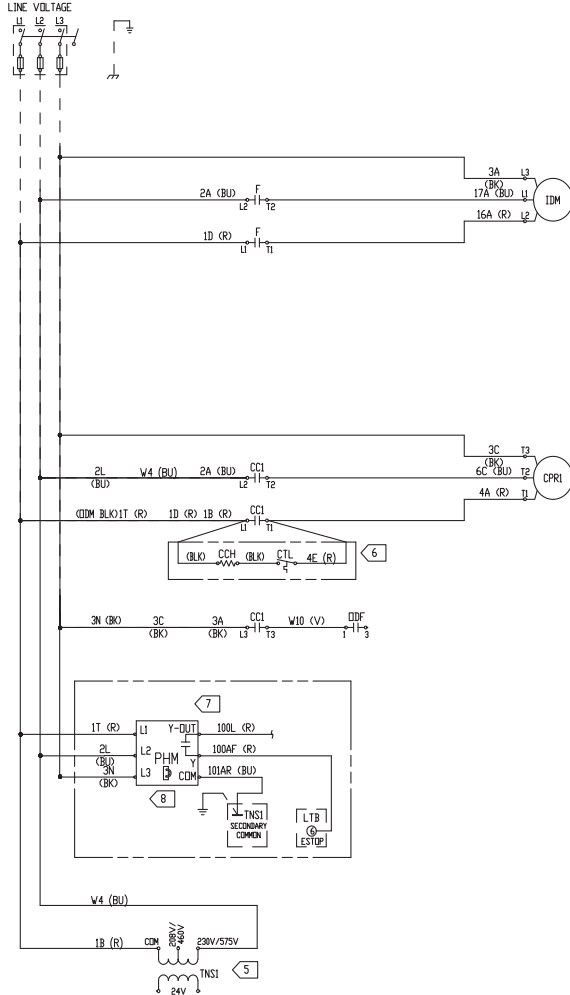 LINE VOLTAGE
L1 L2 L3
3A L3
(BK)
2A (BU) F 17A (BU) L1
L2 T2 IDM
16A (R) L2
1D (R) F
L1 T1
3C T3
(BK)
2L W4 (BU) 2A (BU) CC1 6C (BU) T2
(BU) L2 T2 CPR1
4A (R) T1
(ODM BLK)1T (R) 1D (R) 1B (R) CC1
L1 T1
(BLK) CCH (BLK) CTL 4E (R) 6
3N (BK) 3C 3A CC1 W10 (V) ODF
(BK) (BK) L3 T3 1 3
7
1T (R) L1 Y-OUT 100L (R)
2L L2 100AF (R)
(BU) PHM Y
3N L3 COM 101AR (BU)
(BK)
8
TNS1 LTB
SECONDARY 6
COMMON ESTOP
W4 (BU)
208V/
460V
1B (R) COM 230V/575V
TNS1 5
24V